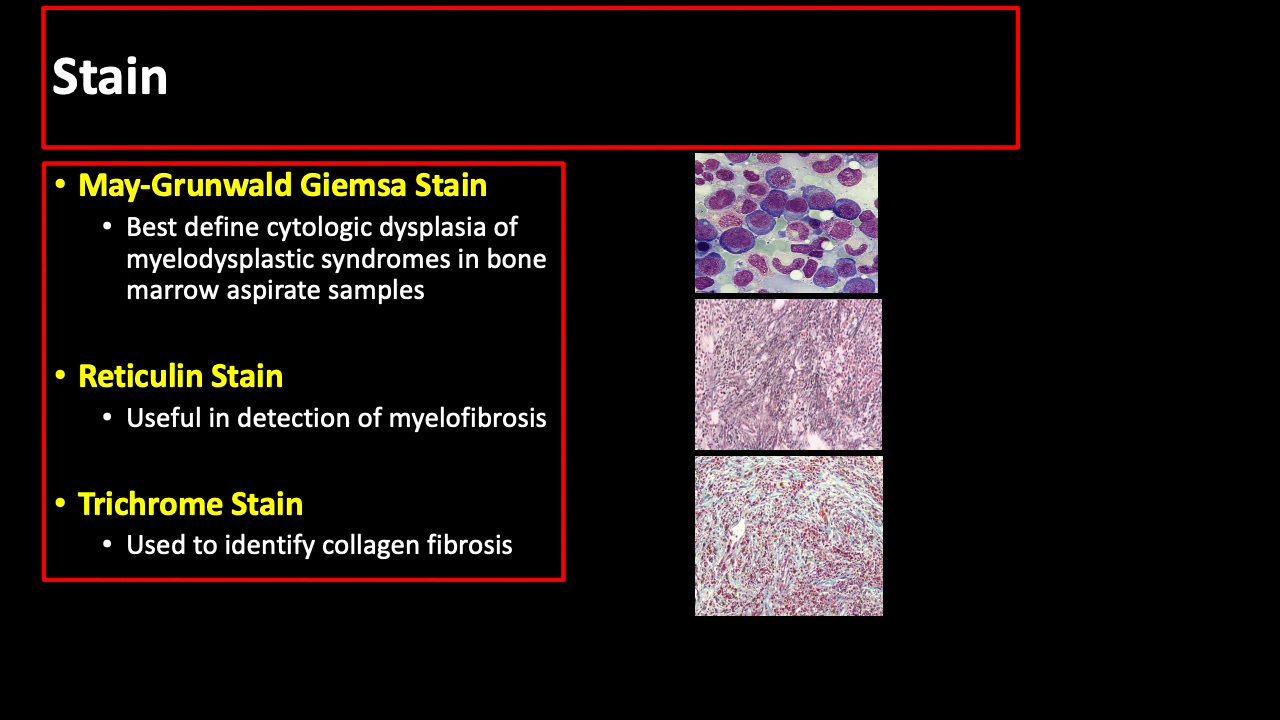 Stain
• May-Grunwald Giemsa Stain
• Best define cytologic dysplasia of
myelodysplastic syndromes in bone
marrow aspirate samples
• Reticulin Stain
• Useful in detection of myelofibrosis
• Trichrome Stain
• Used to identify collagen fibrosis